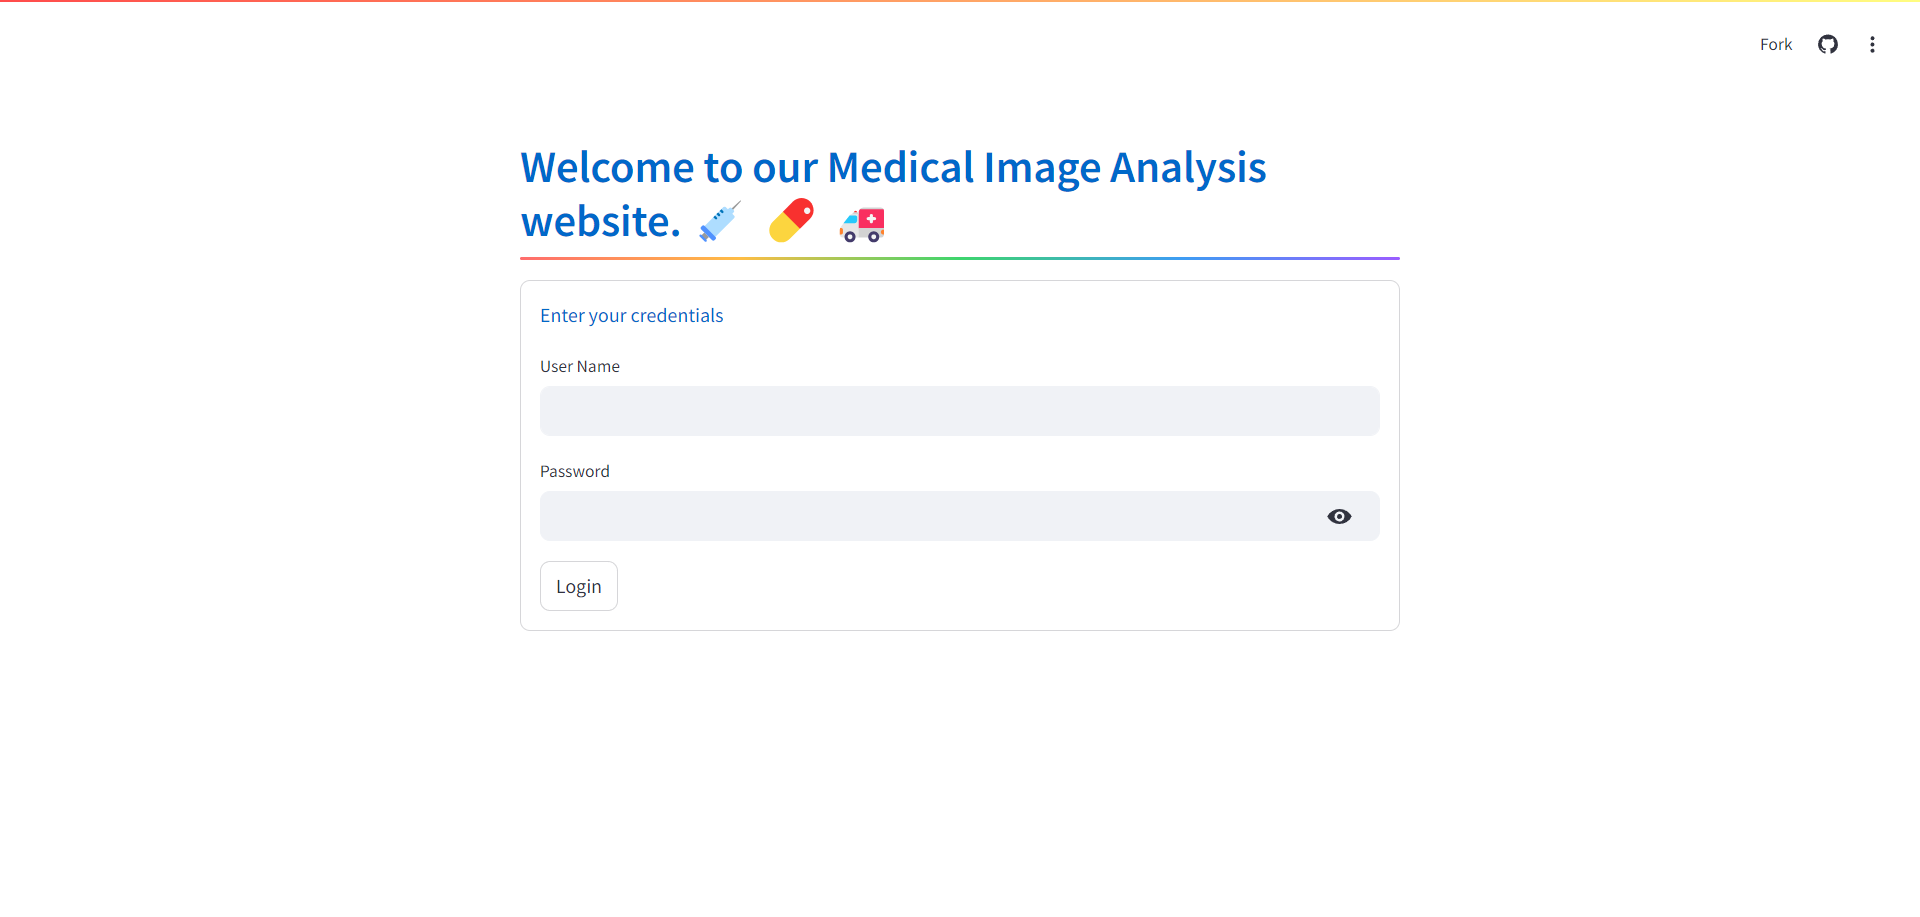 Fork
Welcome to our Medical Image Analysis
website.
Enter your credentials
User Name
Password
Login